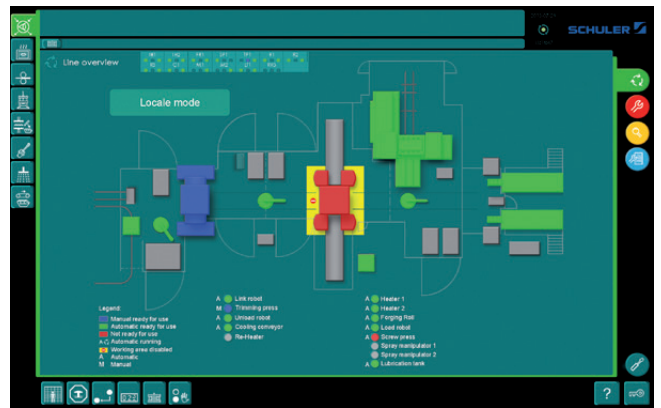 SCHULER
Line overview
Locale mode
Legend:
Manual ready for use
Automatic ready for use
Not ready for use
A Automatic running
Working area disabled
A Automatic
M Manual
A Link robot
M Trimming press
A Unload robot
A Cooling conveyor
Re-Heater
A Heater 1
A Heater 2
A Forging Roll
A Load robot
A Screw press
Spray manipulator 1
Spray manipulator 2
A Lubrication tank
?